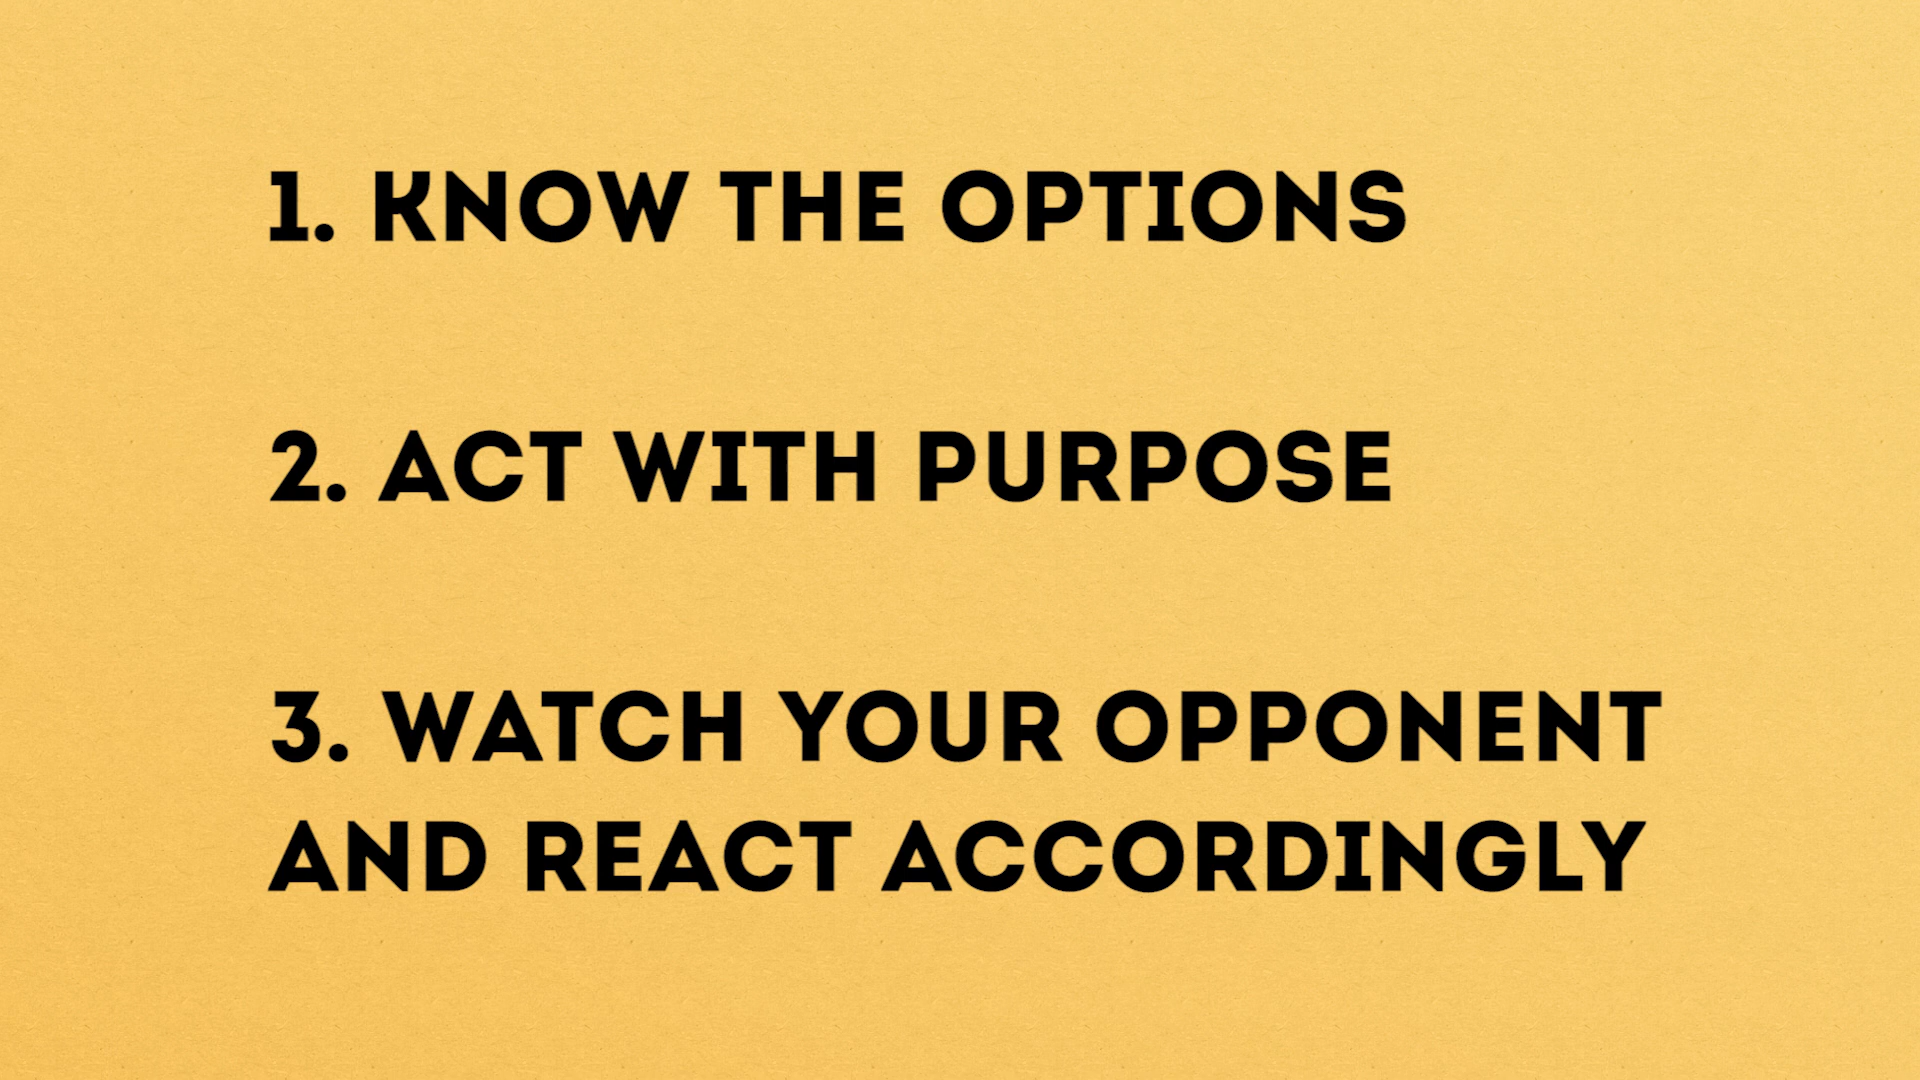 1. KNOW THE OPTIONS
2. ACT WITH PURPOSE
3. WATCH YOUR OPPONENT
AND REACT ACCORDINGLY